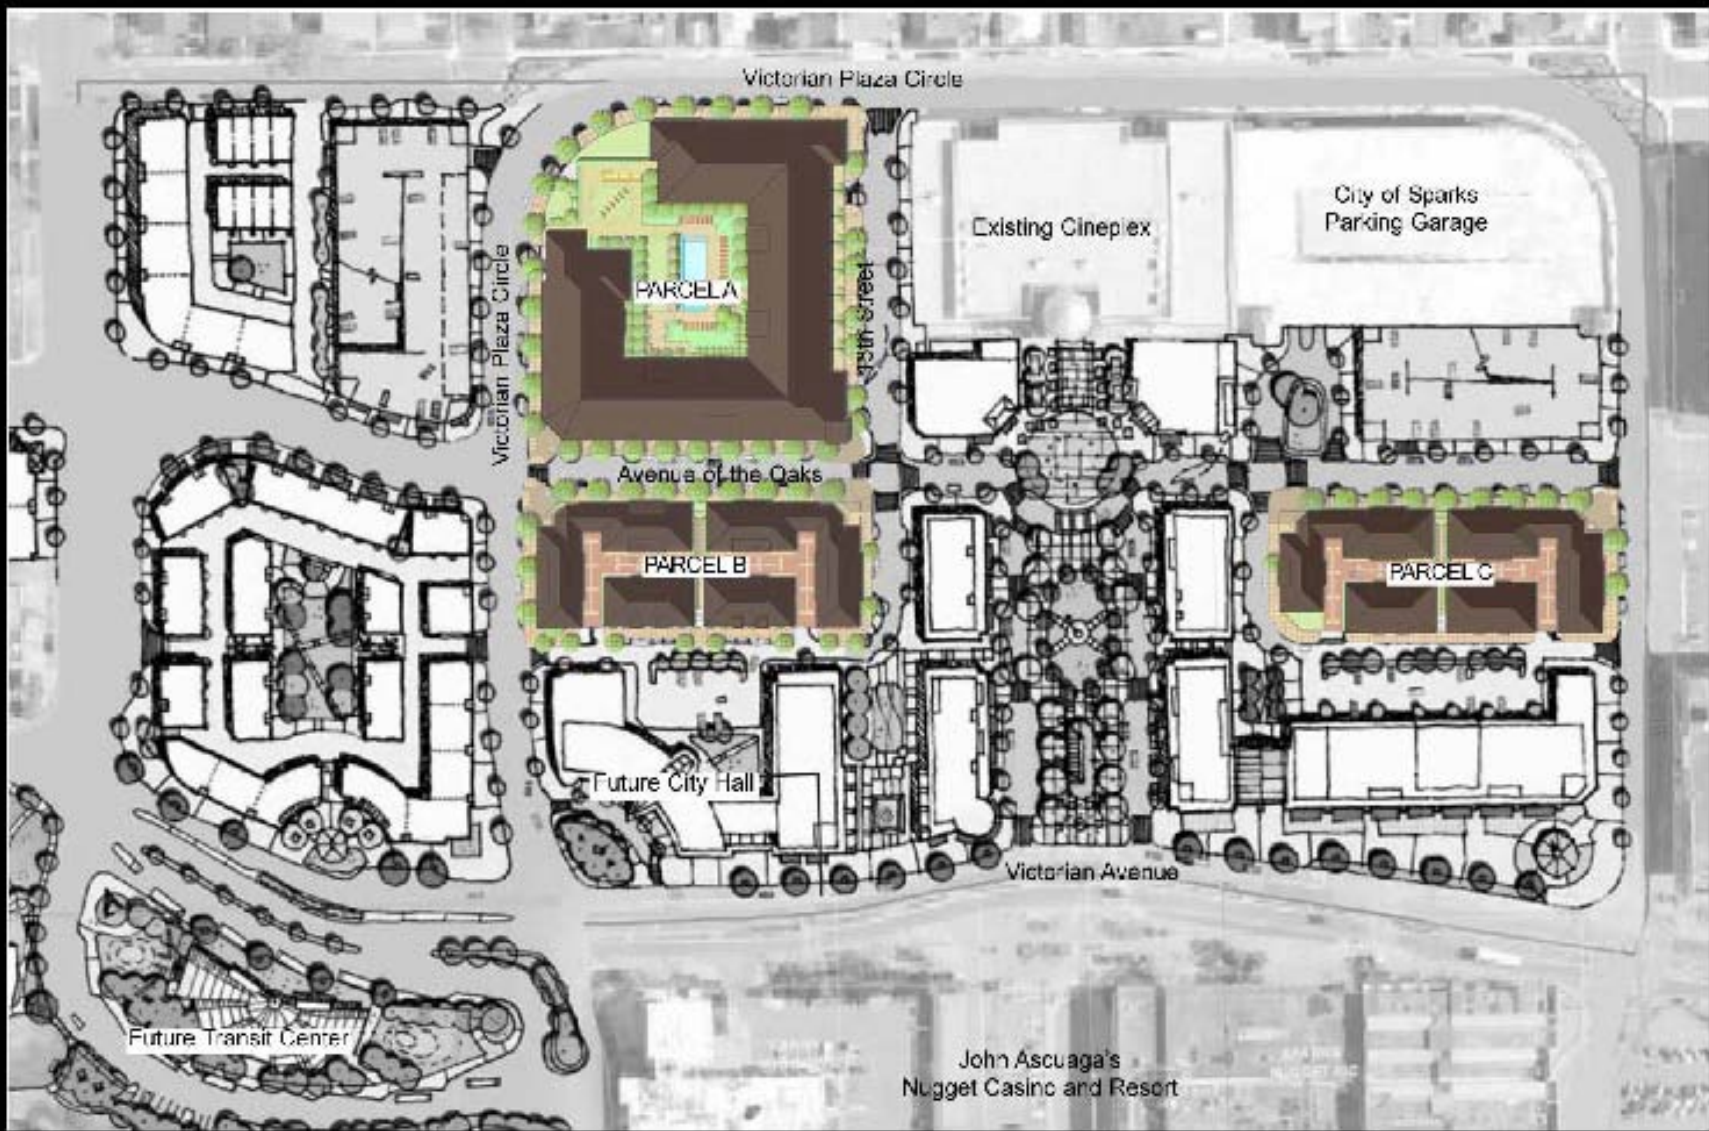 Victorian Plaza Circle
City of Sparks
Parking Garage
Existing Cineplex
Victorian Plaza Circle
PARCEL A
15th Street
Avenue of the Oaks
PARCEL B
PARCEL C
Future City Hall
Victorian Avenue
Future Transit Center
John Ascuaga's
Nugget Casino and Resort